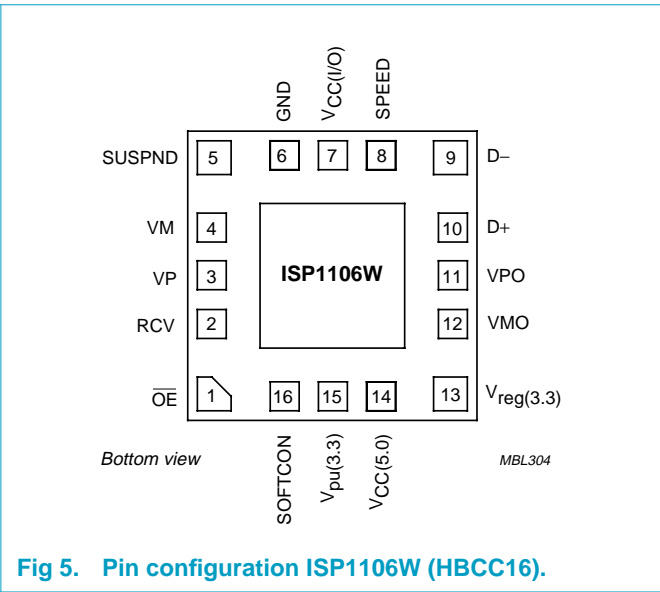 GND
VCC(I/O)
SPEED
SUSPND 5 6 7 8 9 D−
VM 4 10 D+
VP 3 ISP1106W 11 VPO
RCV 2 12 VMO
OE 1 16 15 14 13 Vreg(3.3)
Bottom view
SOFTCON
Vpu(3.3)
VCC(5.0)
MBL304
Fig 5. Pin configuration ISP1106W (HBCC16).